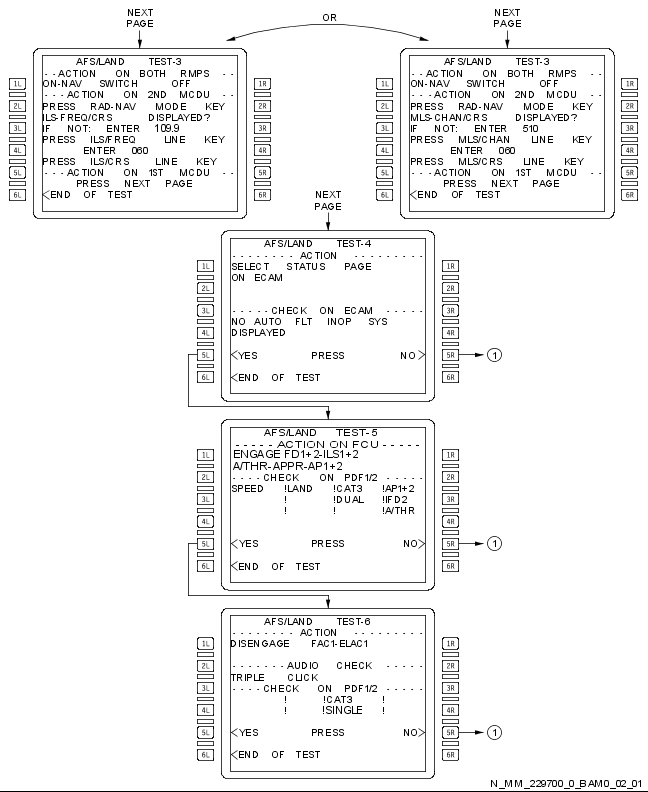 NEXT
PAGE
OR
NEXT
PAGE
AFS/LAND TEST-3
--ACTION ON BOTH RMPS --
ON-NAV SWITCH OFF
---ACTION ON 2ND MCDU --
PRESS RAD-NAV MODE KEY
ILS-FREQ/CRS DISPLAYED?
IF NOT: ENTER 109.9
PRESS ILS/FREQ LINE KEY
ENTER 060
PRESS ILS/CRS LINE KEY
---ACTION ON 1ST MCDU --
PRESS NEXT PAGE
<END OF TEST
1L
2L
3L
4L
5L
6L
1R
2R
3R
4R
5R
6R
AFS/LAND TEST-3
--ACTION ON BOTH RMPS --
ON-NAV SWITCH OFF
---ACTION ON 2ND MCDU --
PRESS RAD-NAV MODE KEY
MLS-CHAN/CRS DISPLAYED?
IF NOT: ENTER 510
PRESS MLS/CHAN LINE KEY
ENTER 060
PRESS MLS/CRS LINE KEY
---ACTION ON 1ST MCDU --
PRESS NEXT PAGE
<END OF TEST
1L
2L
3L
4L
5L
6L
1R
2R
3R
4R
5R
6R
NEXT
PAGE
AFS/LAND TEST-4
-------- ACTION ---------
SELECT STATUS PAGE
ON ECAM
-----CHECK ON ECAM -----
NO AUTO FLT INOP SYS
DISPLAYED
<YES PRESS NO>
<END OF TEST
1L
2L
3L
4L
5L
6L
1R
2R
3R
4R
5R
6R
1
AFS/LAND TEST-5
----- ACTION ON FCU-----
ENGAGE FD1+2-ILS1+2
A/THR-APPR-AP1+2
----CHECK ON PDF1/2 -----
SPEED !LAND !CAT3 !AP1+2
! !DUAL !IFD2
! ! !A/THR
<YES PRESS NO>
<END OF TEST
1L
2L
3L
4L
5L
6L
1R
2R
3R
4R
5R
6R
1
AFS/LAND TEST-6
-------- ACTION ---------
DISENGAGE FAC1-ELAC1
-------AUDIO CHECK -----
TRIPLE CLICK
----CHECK ON PDF1/2 -----
! !CAT3 !
! !SINGLE !
<YES PRESS NO>
<END OF TEST
1L
2L
3L
4L
5L
6L
1R
2R
3R
4R
5R
6R
1
N_MM_229700_0_BAM0_02_01